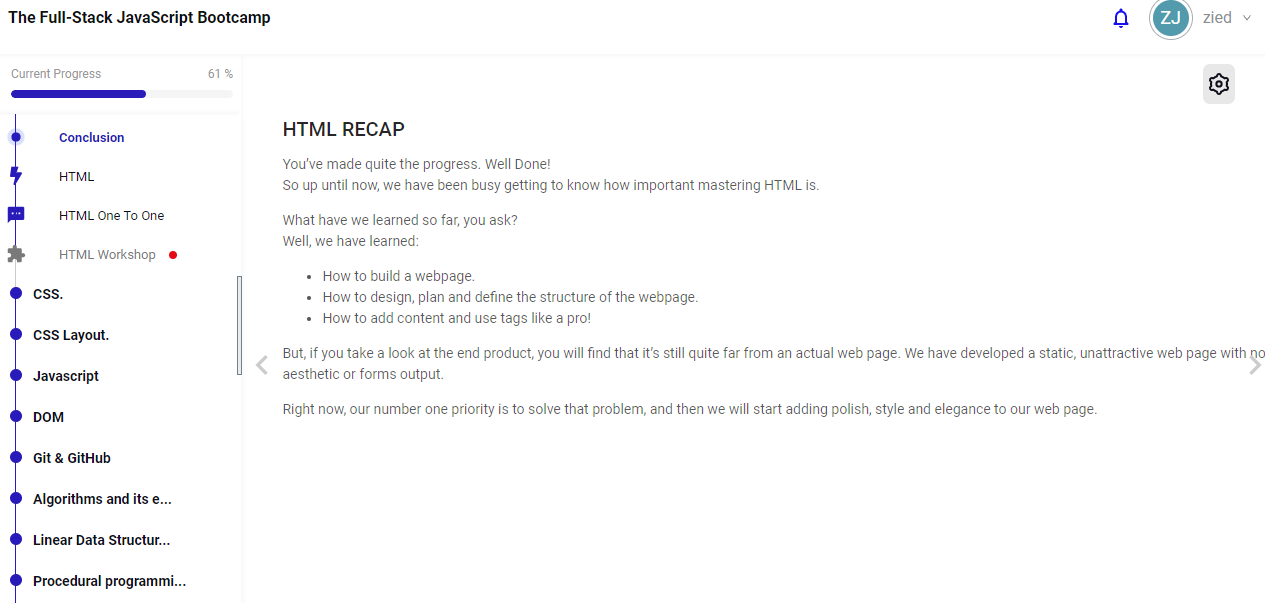 The Full-Stack JavaScript Bootcamp
ZJ
zied
Current Progress
61 %
Conclusion
HTML
HTML One To One
HTML Workshop
CSS.
CSS Layout.
Javascript
DOM
Git & GitHub
Algorithms and its e...
Linear Data Structur...
Procedural programmi...
HTML RECAP
You’ve made quite the progress. Well Done!
So up until now, we have been busy getting to know how important mastering HTML is.
What have we learned so far, you ask?
Well, we have learned:
• How to build a webpage.
• How to design, plan and define the structure of the webpage.
• How to add content and use tags like a pro!
But, if you take a look at the end product, you will find that it’s still quite far from an actual web page. We have developed a static, unattractive web page with no
aesthetic or forms output.
Right now, our number one priority is to solve that problem, and then we will start adding polish, style and elegance to our web page.